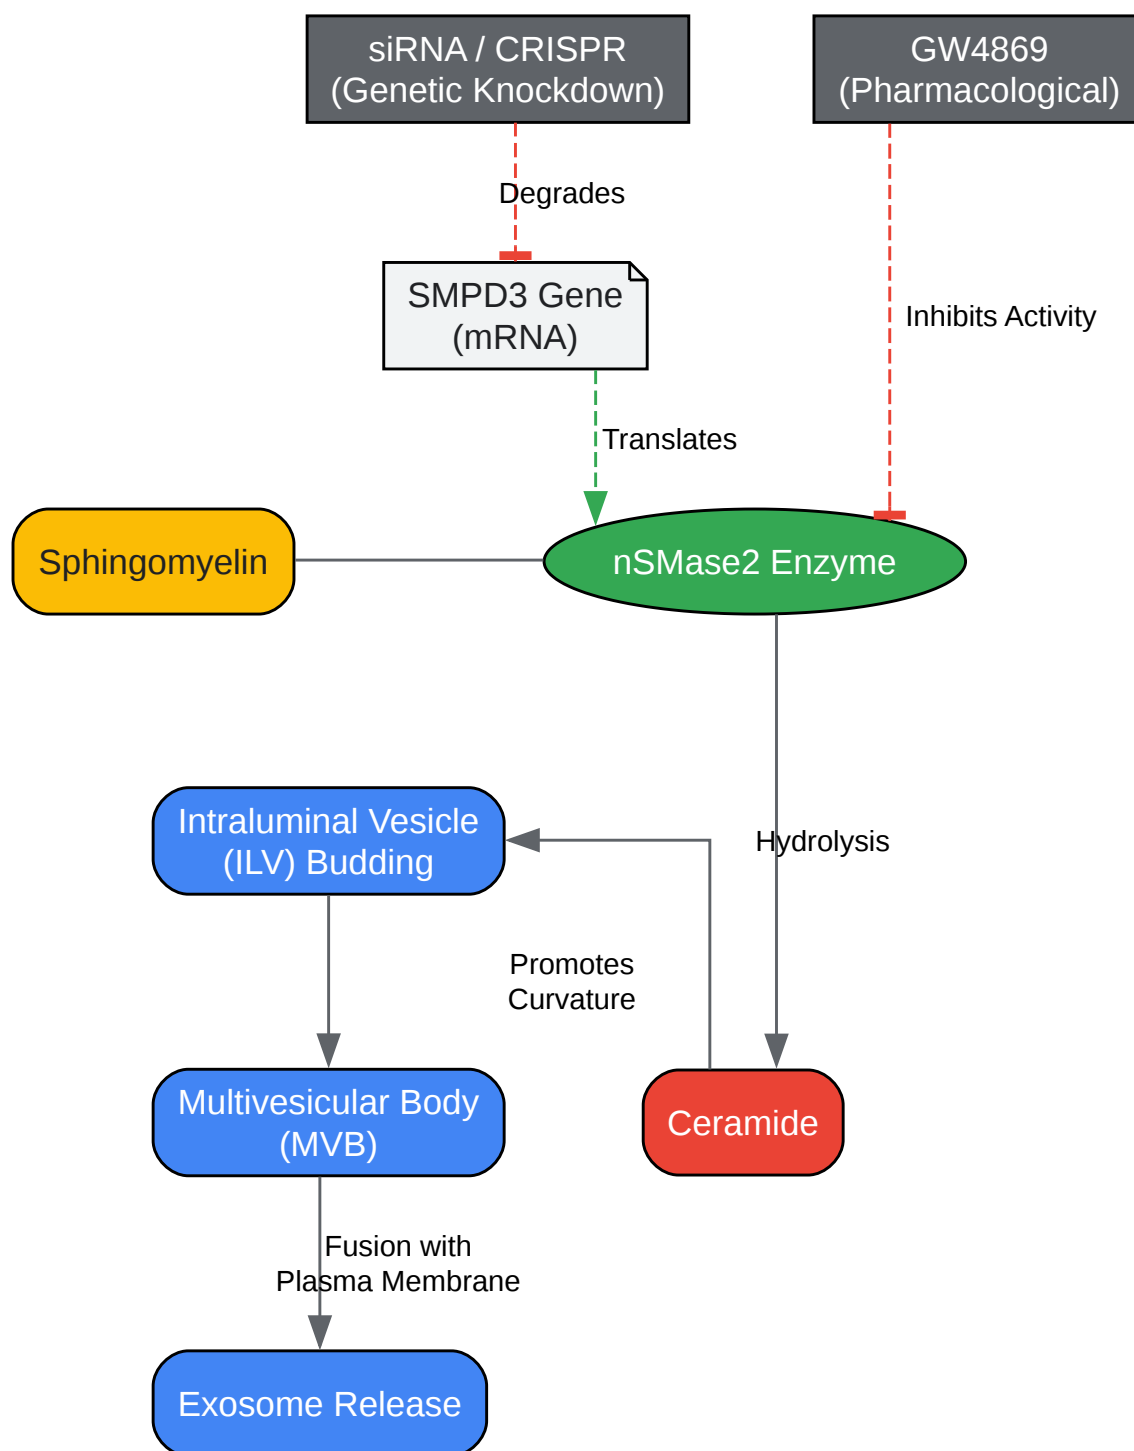 siRNA / CRISPR
(Genetic Knockdown)
GW4869
(Pharmacological)
Degrades
SMPD3 Gene
(mRNA)
Inhibits Activity
Translates
Sphingomyelin
nSMase2 Enzyme
Intraluminal Vesicle
(ILV) Budding
Hydrolysis
Promotes
Curvature
Multivesicular Body
(MVB)
Ceramide
Fusion with
Plasma Membrane
Exosome Release